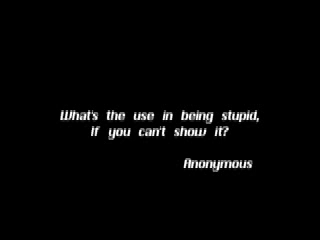 What's the use in being stupid,
If you can't show it?
Anonymous